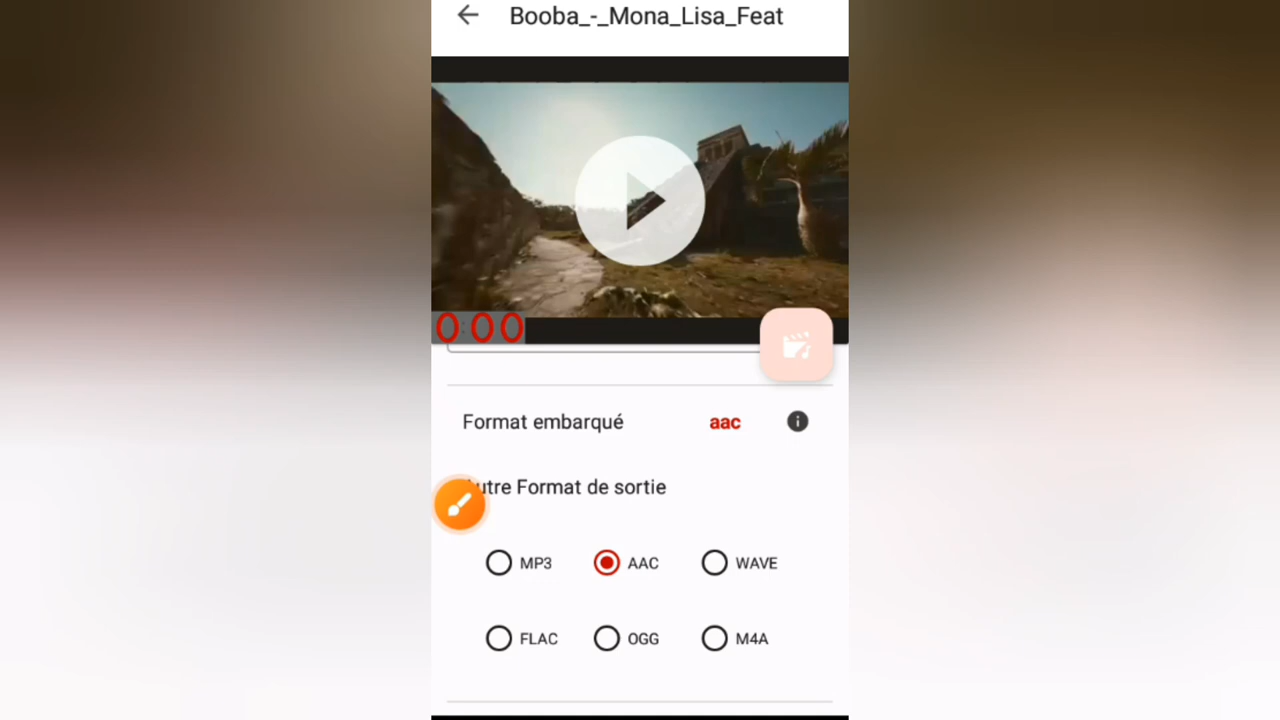 Booba_-_Mona_Lisa_Feat
0:00
Format embarqué
aac
utre Format de sortie
MP3
AAC
WAVE
FLAC
OGG
M4A